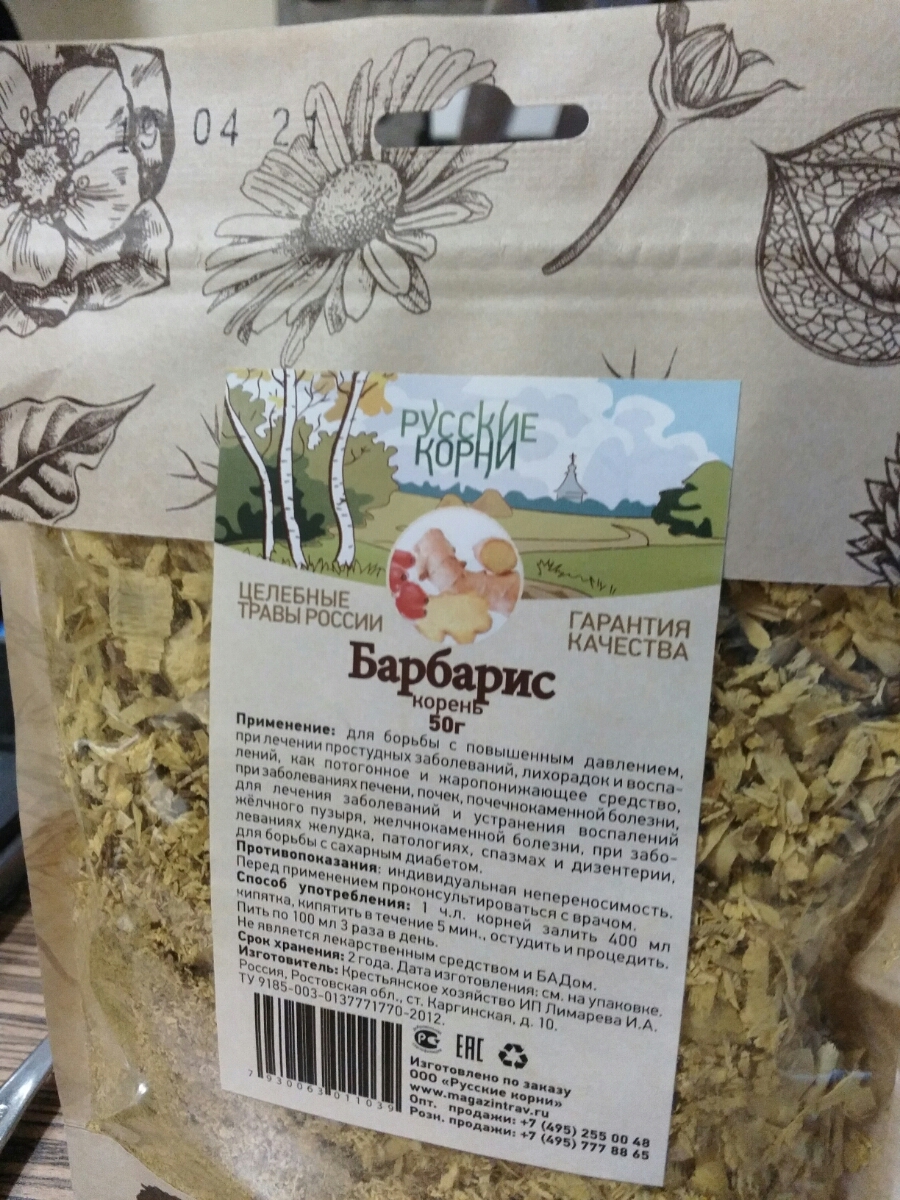 19 04 21
РУССКИЕ
КОРНИ
ЦЕЛЕБНЫЕ
ТРАВЫ РОССИИ
ГАРАНТИЯ
КАЧЕСТВА
Барбарис
корень
50г
Применение: для борьбы с повышенным давлением,
при лечении простудных заболеваний, лихорадок и воспа-
лений, как потогонное и жаропонижающее средство,
при заболеваниях печени, почек, почечнокаменной болезни,
для лечения заболеваний и устранения воспалений
жёлчного пузыря, желчнокаменной болезни, при забо-
леваниях желудка, патологиях, спазмах и дизентерии,
для борьбы с сахарным диабетом.
Противопоказания: индивидуальная непереносимость.
Перед применением проконсультироваться с врачом.
Способ употребления: 1 ч.л. корней залить 400 мл
кипятка, кипятить в течение 5 мин., остудить и процедить.
Пить по 100 мл 3 раза в день.
Не является лекарственным средством и БАДом.
Срок хранения: 2 года. Дата изготовления: см. на упаковке.
Изготовитель: Крестьянское хозяйство ИП Лимарева И.А.
Россия, Ростовская обл., ст. Каргинская, д. 10.
ТУ 9185-003-0137771770-2012.
7 930063 011039
РС ЕАС
Изготовлено по заказу
ООО «Русские корни»
www.magazintrav.ru
Опт. продажи: +7 (495) 255 00 48
Розн. продажи: +7 (495) 777 88 65